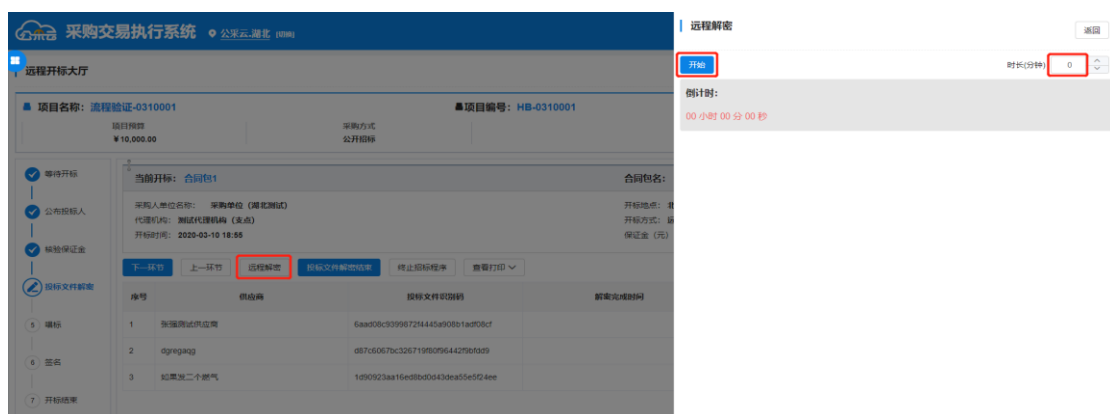 公采云 采购交易执行系统 公采云.湖北 [切换]
远程开标大厅
项目名称：流程验证-0310001 项目编号：HB-0310001
项目预算 采购方式
￥10,000.00 公开招标
等待开标
公布投标人
核验保证金
投标文件解密
5 唱标
6 签名
7 开标结果
当前开标：合同包1 合同包名：
采购人单位名称： 采购单位（湖北测试） 开标地点：
代理机构：测试代理机构（支点） 开标方式：
开标时间：2020-03-10 18:55 保证金（元）
下一环节 上一环节 远程解密 投标文件解密结束 终止招标程序 查看打印
序号 供应商 投标文件识别码 解密完成时间
1 张强测试供应商 6aad08c9399872f4445a908b1adf08cf
2 dgregaqg d87c6067bc326719f80f96442f9bfdd9
3 如果发二个燃气 1d90923aa16ed8bd0d43dea55e5f24ee
远程解密 返回
开始 时长(分钟) 0
倒计时：
00 小时 00 分 00 秒